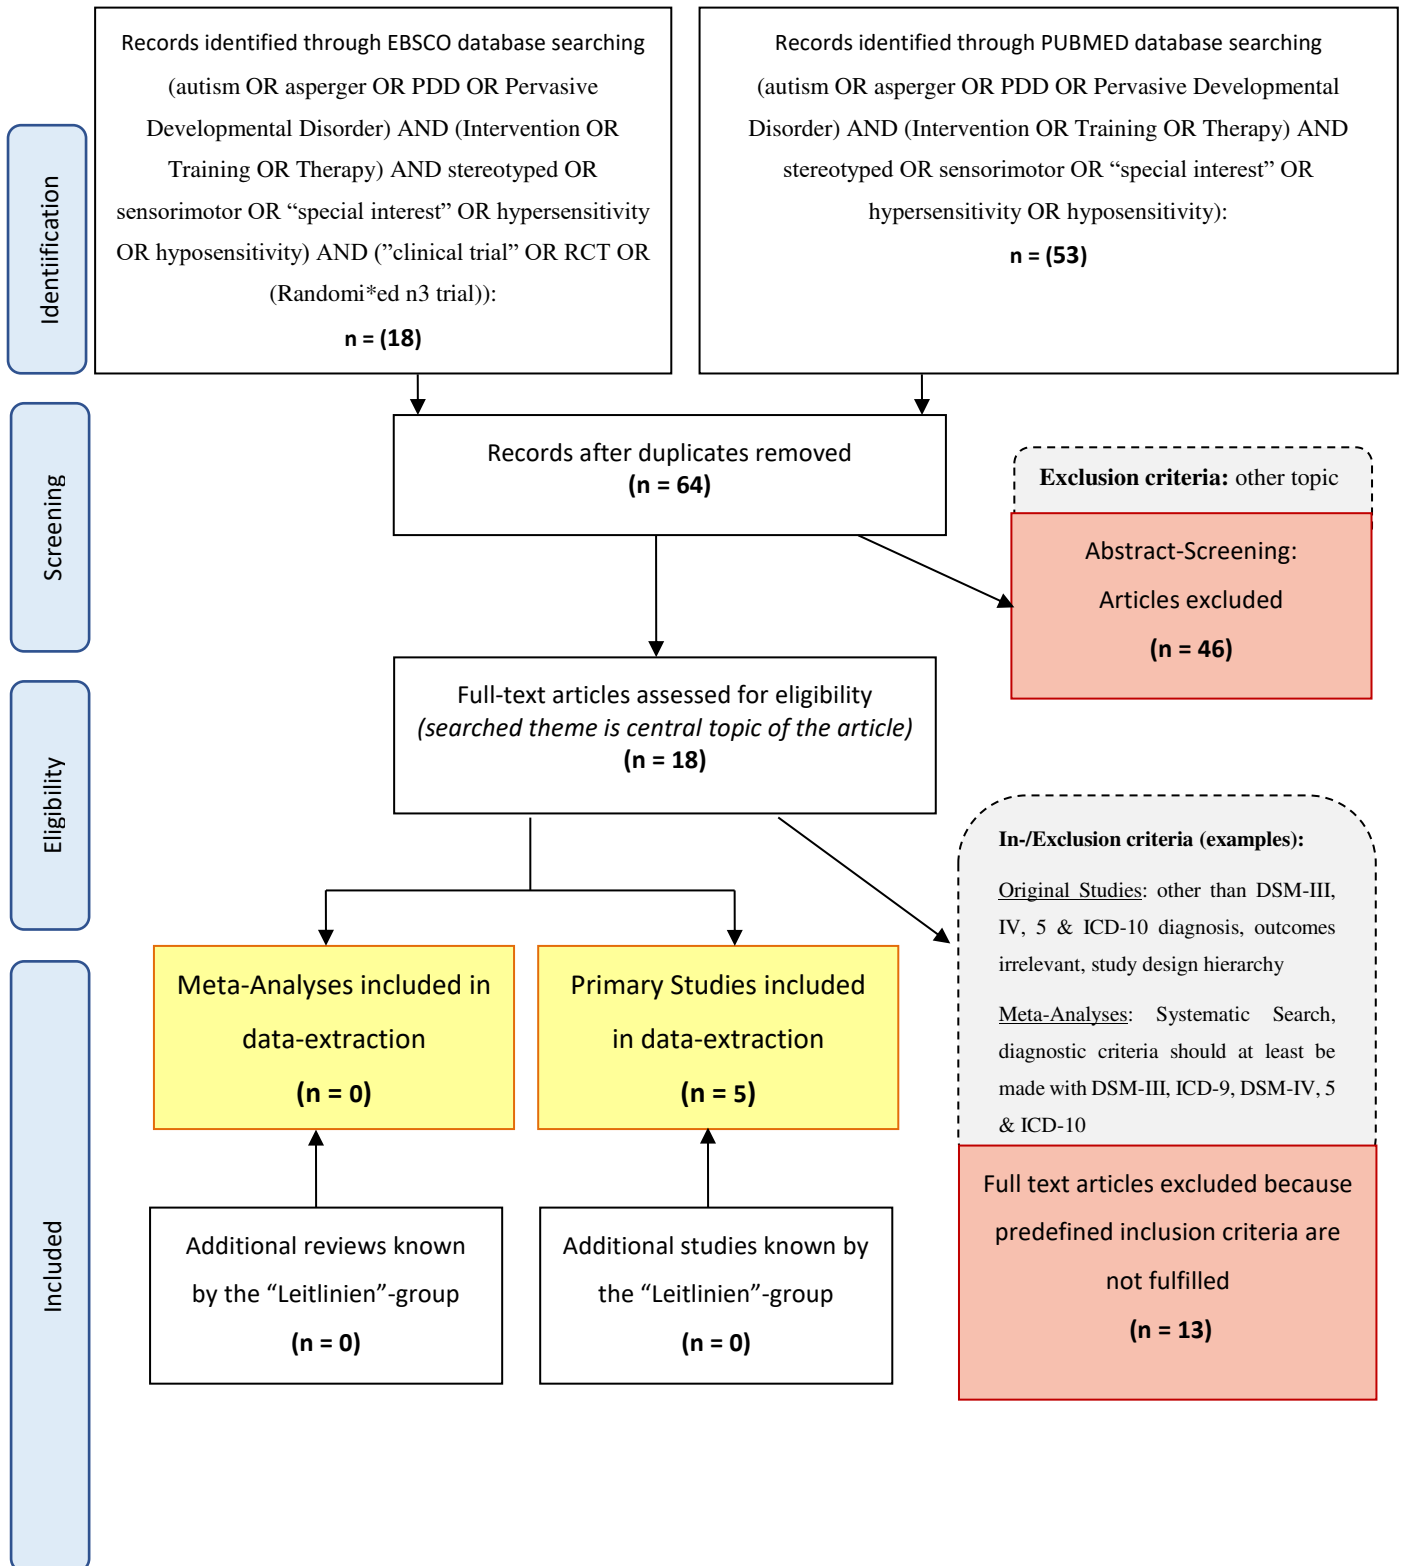 Records identified through EBSCO database searching
(autism OR asperger OR PDD OR Pervasive
Developmental Disorder) AND (Intervention OR
Training OR Therapy) AND stereotyped OR
sensorimotor OR “special interest” OR hypersensitivity
OR hyposensitivity) AND (”clinical trial” OR RCT OR
(Randomi*ed n3 trial)):
n = (18)
Records identified through PUBMED database searching
(autism OR asperger OR PDD OR Pervasive Developmental
Disorder) AND (Intervention OR Training OR Therapy) AND
stereotyped OR sensorimotor OR “special interest” OR
hypersensitivity OR hyposensitivity):
n = (53)
Identiification
Screening
Records after duplicates removed
(n = 64)
Exclusion criteria: other topic
Abstract-Screening:
Articles excluded
(n = 46)
Eligibility
Full-text articles assessed for eligibility
(searched theme is central topic of the article)
(n = 18)
In-/Exclusion criteria (examples):
Original Studies: other than DSM-III,
IV, 5 & ICD-10 diagnosis, outcomes
irrelevant, study design hierarchy
Meta-Analyses: Systematic Search,
diagnostic criteria should at least be
made with DSM-III, ICD-9, DSM-IV, 5
& ICD-10
Full text articles excluded because
predefined inclusion criteria are
not fulfilled
(n = 13)
Included
Meta-Analyses included in
data-extraction
(n = 0)
Primary Studies included
in data-extraction
(n = 5)
Additional reviews known
by the “Leitlinien”-group
(n = 0)
Additional studies known by
the “Leitlinien”-group
(n = 0)